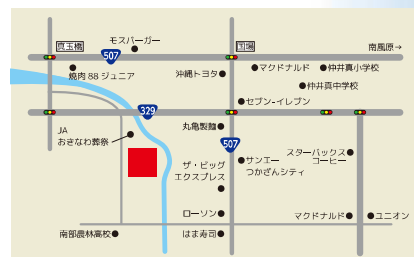 モスバーガー
真玉橋
507
国場
南風原→
焼肉88ジュニア
沖縄トヨタ
マクドナルド
仲井真小学校
仲井真中学校
セブン-イレブン
329
丸亀製麺
JA
おきなわ葬祭
507
ザ・ビッグ
エクスプレス
サンエー
つかざんシティ
スターバックス
コーヒー
ローソン
マクドナルド
ユニオン
南部農林高校
はま寿司